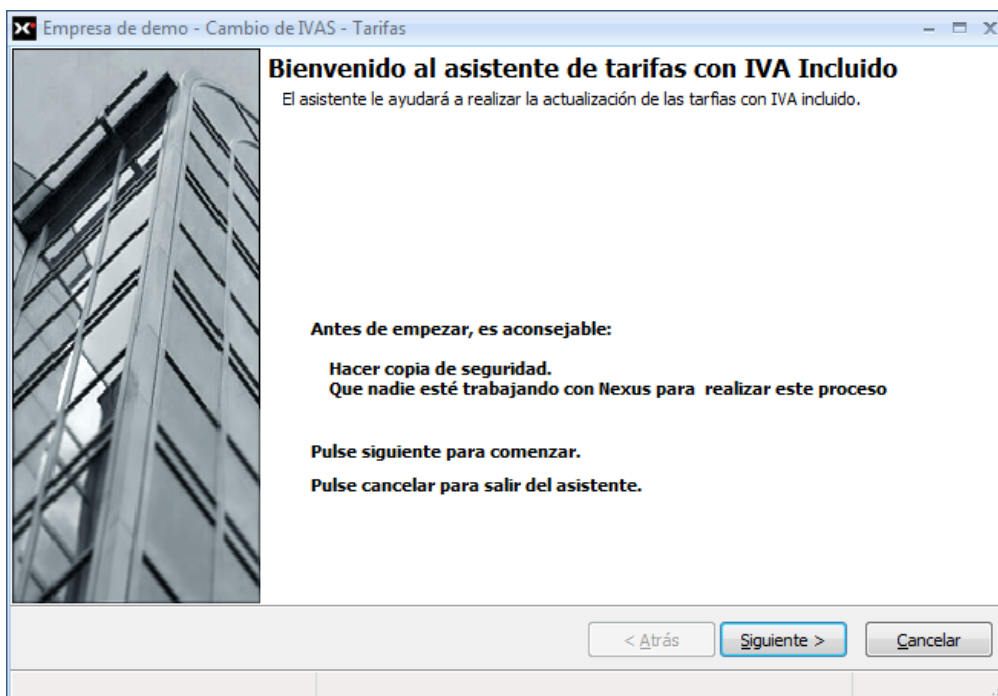 Empresa de demo - Cambio de IVAS - Tarifas
Bienvenido al asistente de tarifas con IVA Incluido
El asistente le ayudará a realizar la actualización de las tarfias con IVA incluido.
Antes de empezar, es aconsejable:
Hacer copia de seguridad.
Que nadie esté trabajando con Nexus para  realizar este proceso
Pulse siguiente para comenzar.
Pulse cancelar para salir del asistente.
< Atrás
Siguiente >
Cancelar